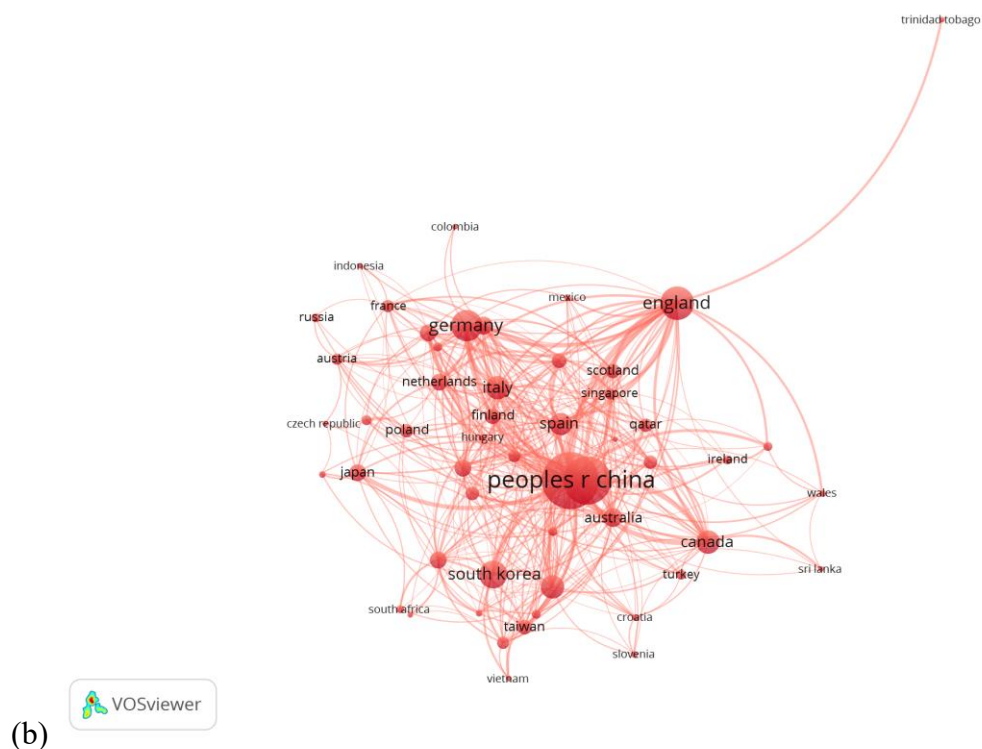 trinidad tobago
colombia
indonesia
mexico
england
france
russia
germany
austria
scotland
netherlands
italy
singapore
finland
spain
qatar
czech republic
poland
hungary
ireland
japan
peoples r china
wales
australia
canada
south korea
turkey
sri lanka
south africa
croatia
taiwan
slovenia
vietnam
VOSviewer
(b)